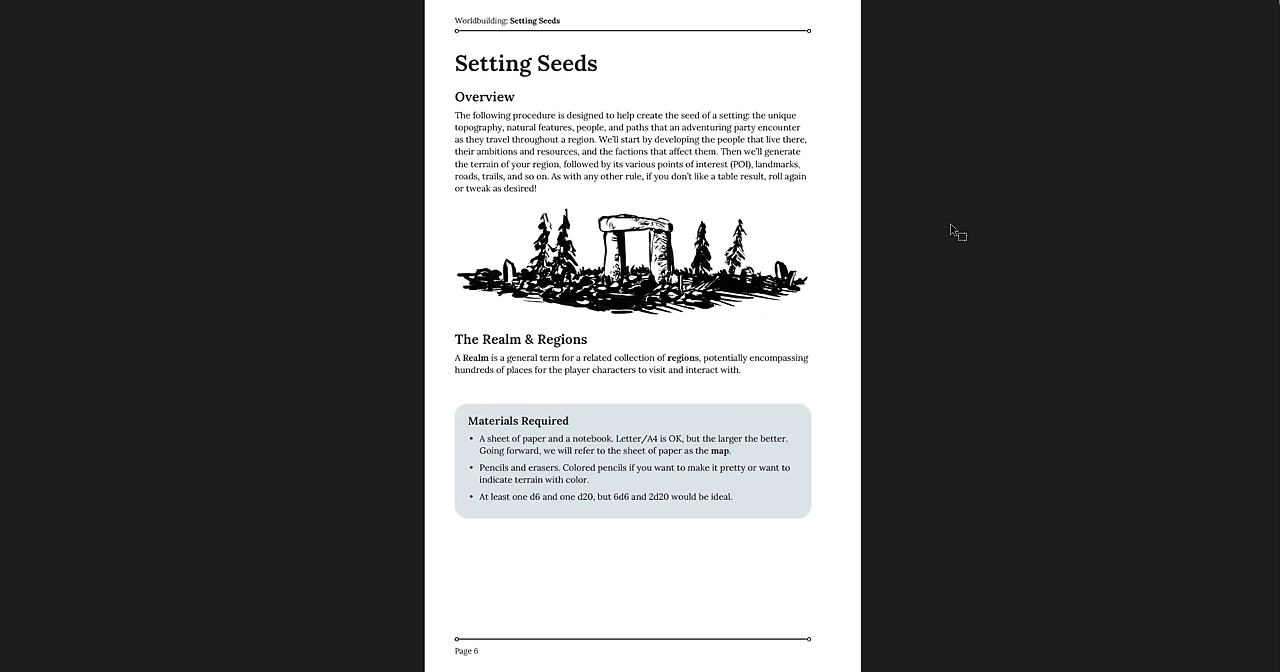 Worldbuilding: Setting Seeds
Setting Seeds
Overview
The following procedure is designed to help create the seed of a setting: the unique
topography, natural features, people, and paths that an adventuring party encounter
as they travel throughout a region. We'll start by developing the people that live there,
their ambitions and resources, and the factions that affect them. Then we'll generate
the terrain of your region, followed by its various points of interest (POI), landmarks,
roads, trails, and so on. As with any other rule, if you don't like a table result, roll again
or tweak as desired!
The Realm & Regions
A Realm is a general term for a related collection of regions, potentially encompassing
hundreds of places for the player characters to visit and interact with.
Materials Required
• A sheet of paper and a notebook. Letter/A4 is OK, but the larger the better.
Going forward, we will refer to the sheet of paper as the map.
• Pencils and erasers. Colored pencils if you want to make it pretty or want to
indicate terrain with color.
• At least one d6 and one d20, but 6d6 and 2d20 would be ideal.
Page 6